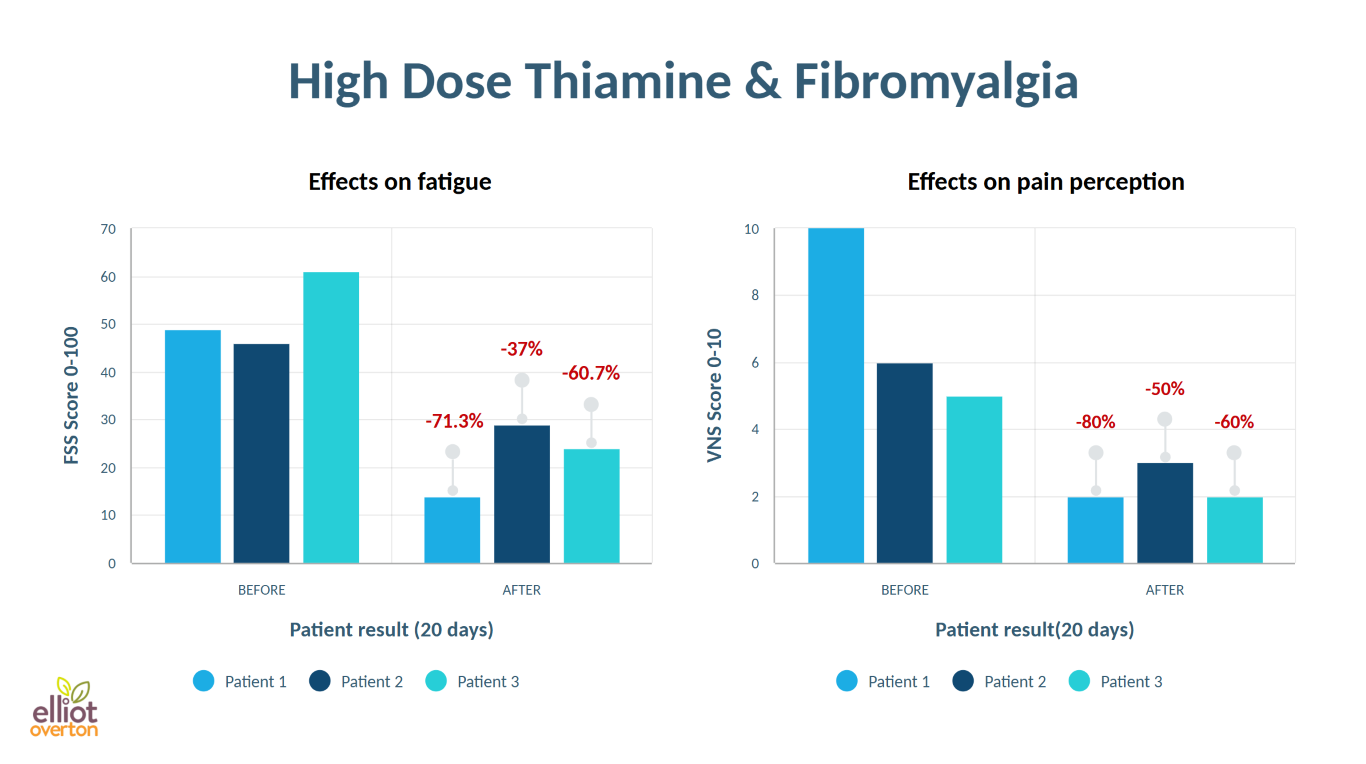 High Dose Thiamine & Fibromyalgia
Effects on fatigue
FSS Score 0-100
70
60
50
40
30
20
10
0
-71.3%
-37%
-60.7%
BEFORE
AFTER
Patient result (20 days)
Patient 1
Patient 2
Patient 3
Effects on pain perception
VNS Score 0-10
10
8
6
4
2
0
-80%
-50%
-60%
BEFORE
AFTER
Patient result(20 days)
Patient 1
Patient 2
Patient 3
elliot
overton